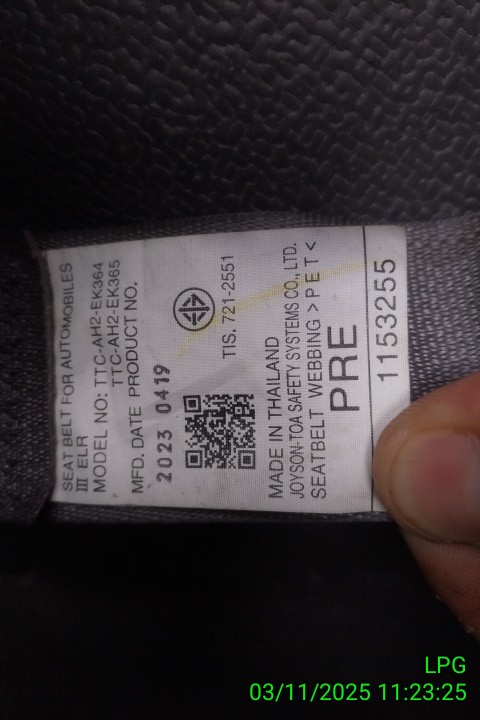 SEAT BELT FOR AUTOMOBILES
III ELR
MODEL NO: TTC-AH2-EK364
TTC-AH2-EK365
MFD. DATE PRODUCT NO.
2023 0419
TIS. 721-2551
MADE IN THAILAND
JOYSON-TOA SAFETY SYSTEMS CO., LTD.
SEATBELT WEBBING >PET<
PRE
1153255
LPG
03/11/2025 11:23:25